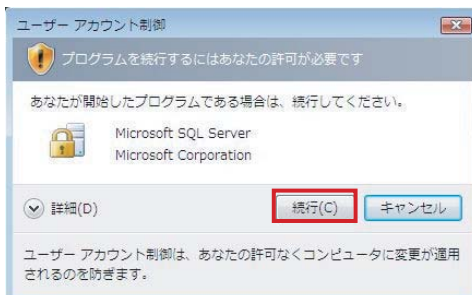 ユーザー アカウント制御
プログラムを続行するにはあなたの許可が必要です
あなたが開始したプログラムである場合は、続行してください。
Microsoft SQL Server
Microsoft Corporation
詳細(D)
続行(C)
キャンセル
ユーザー アカウント制御は、あなたの許可なくコンピュータに変更が適用
されるのを防ぎます。